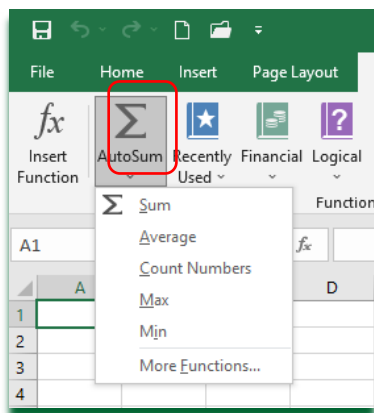 File Home Insert Page Layout
fx Σ ?
Insert Function AutoSum Recently Used Financial Logical
Function
Σ Sum
Average
Count Numbers
Max
Min
More Functions...
A1 fx
A D
1
2
3
4